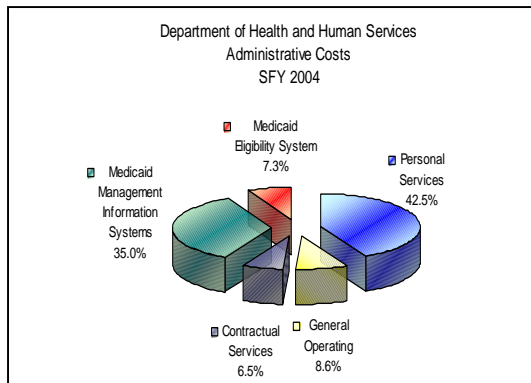 Department of Health and Human Services
Administrative Costs
SFY 2004
Medicaid
Eligibility System
7.3%
Personal
Services
42.5%
Medicaid
Management
Information
Systems
35.0%
Contractual
Services
6.5%
General
Operating
8.6%